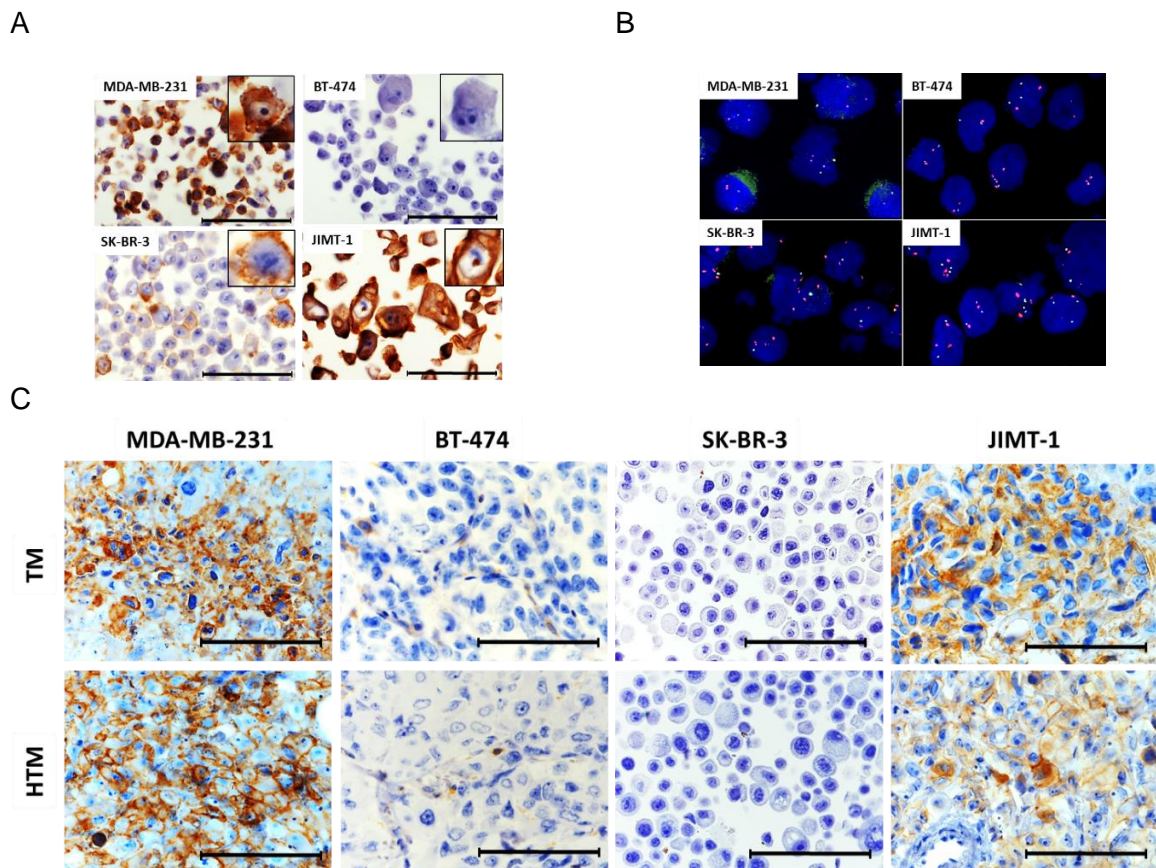 A
B
MDA-MB-231
BT-474
SK-BR-3
JIMT-1
MDA-MB-231
BT-474
SK-BR-3
JIMT-1
C
MDA-MB-231
BT-474
SK-BR-3
JIMT-1
TM
HTM